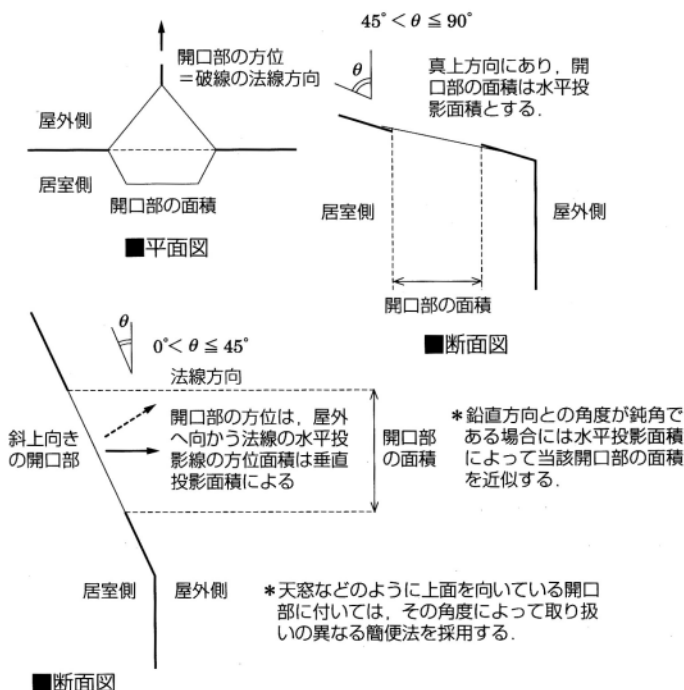 開口部の方位
＝破線の法線方向
屋外側
居室側
開口部の面積
■平面図
45°＜θ≦90°
θ
真上方向にあり，開
口部の面積は水平投
影面積とする．
居室側
屋外側
開口部の面積
■断面図
θ
0°＜θ≦45°
法線方向
斜上向き
の開口部
開口部の方位は，屋外
へ向かう法線の水平投
影線の方位面積は垂直
投影面積による
開口部
の面積
＊鉛直方向との角度が鈍角で
ある場合には水平投影面積
によって当該開口部の面積
を近似する．
居室側
屋外側
＊天窓などのように上面を向いている開口
部に付いては，その角度によって取り扱
いの異なる簡便法を採用する．
■断面図